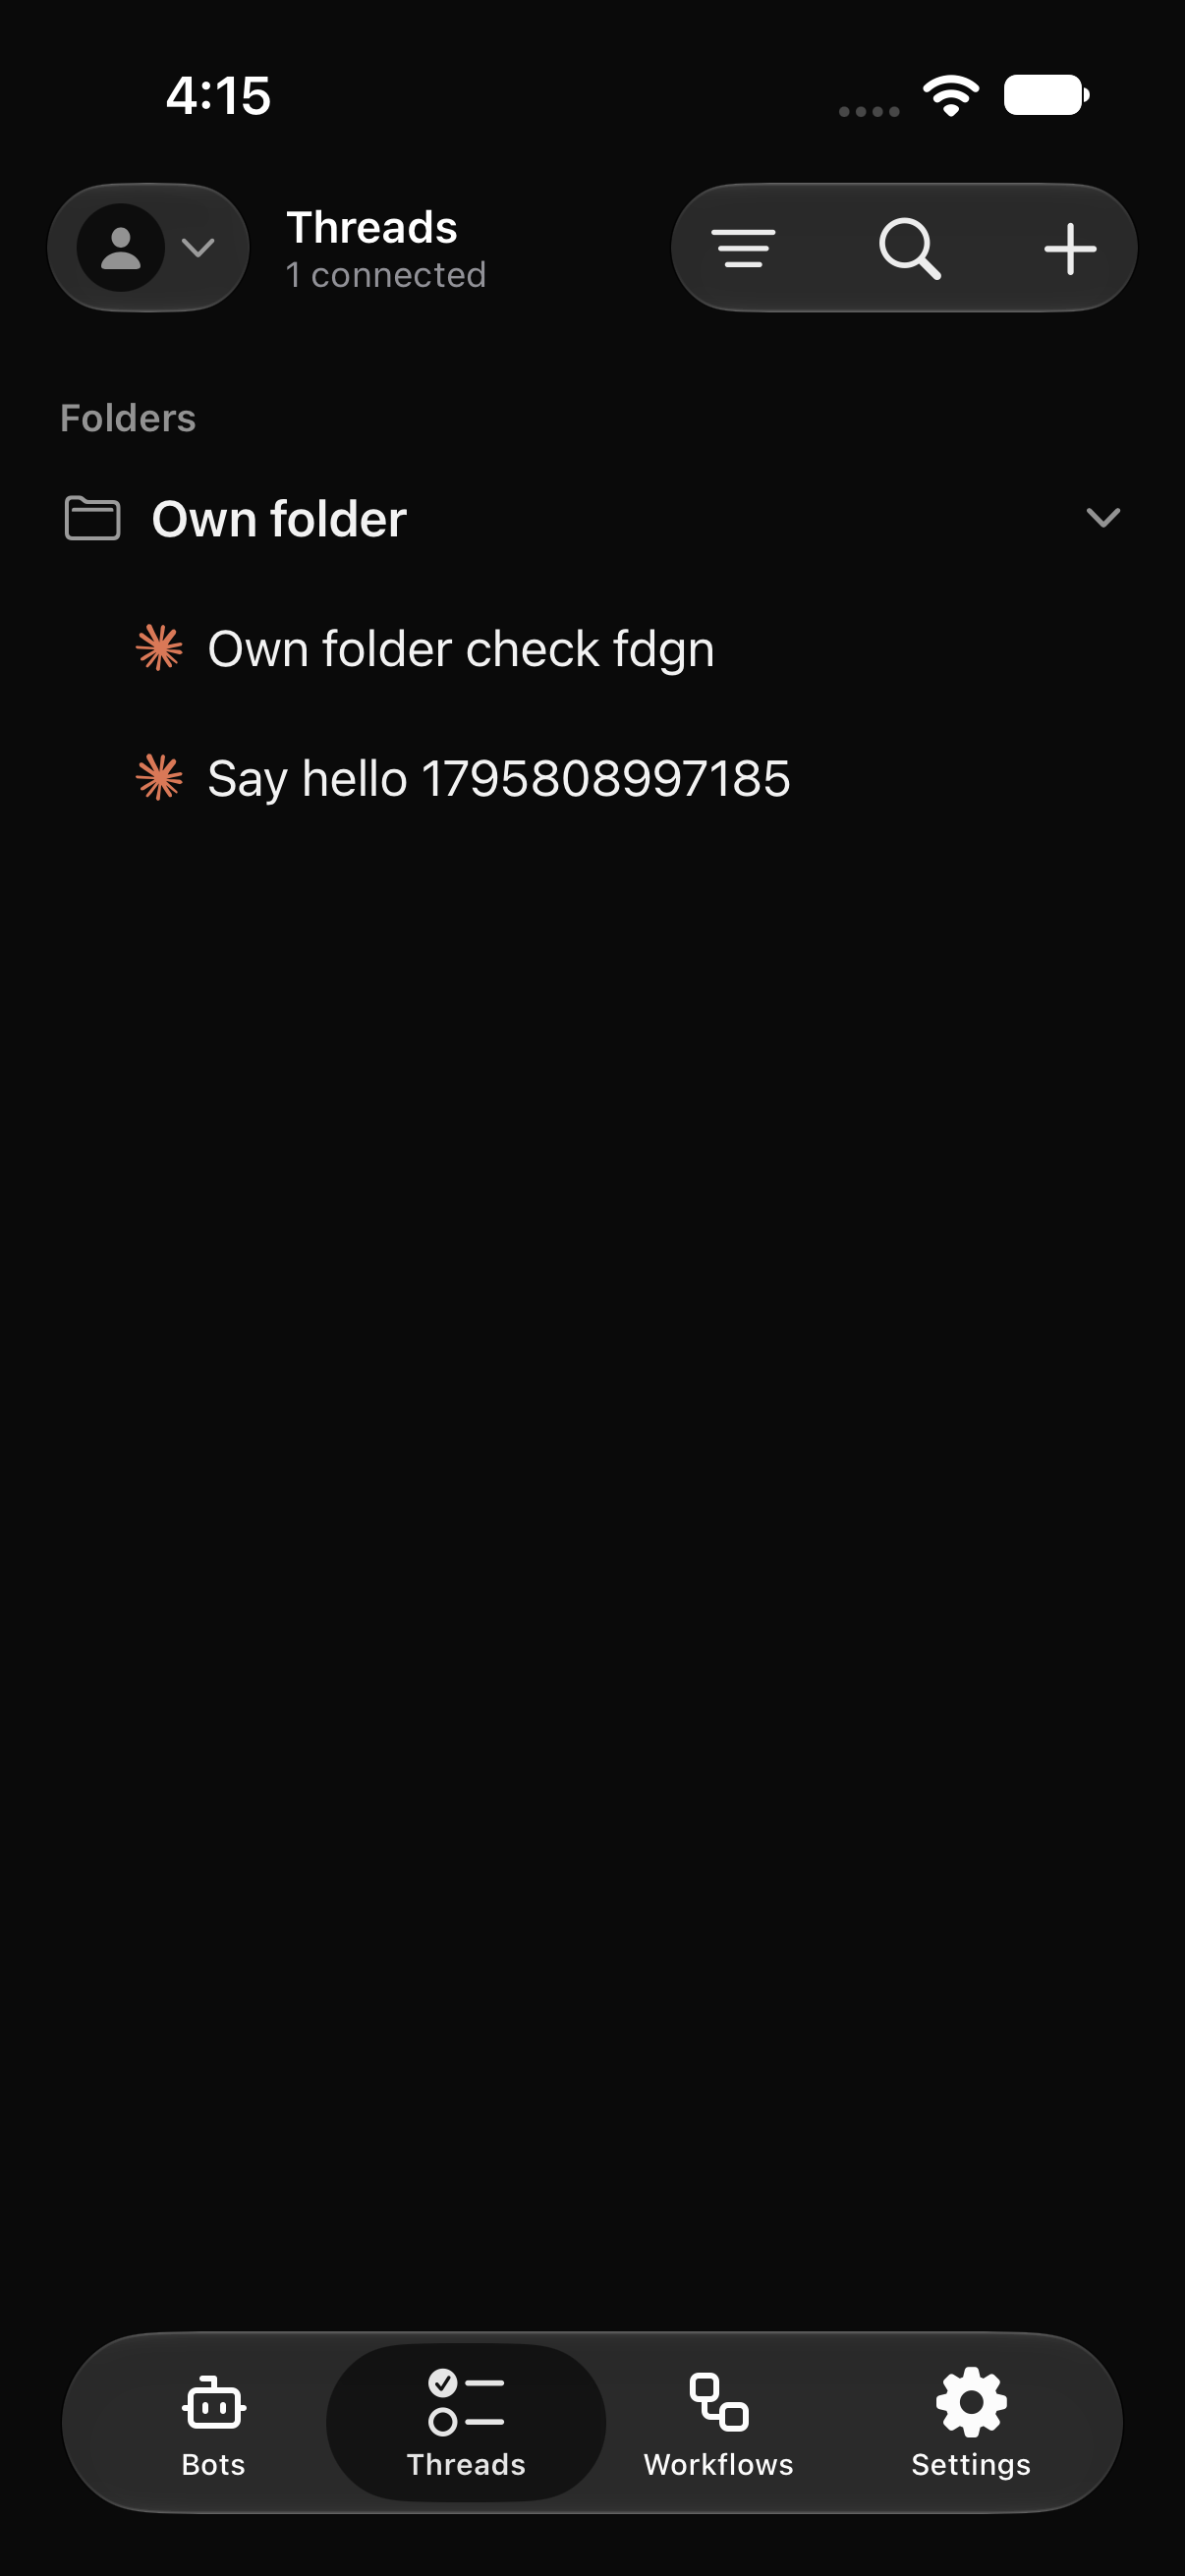 4:15
Threads
1 connected
Folders
Own folder
Own folder check fdgn
Say hello 1795808997185
Bots
Threads
Workflows
Settings